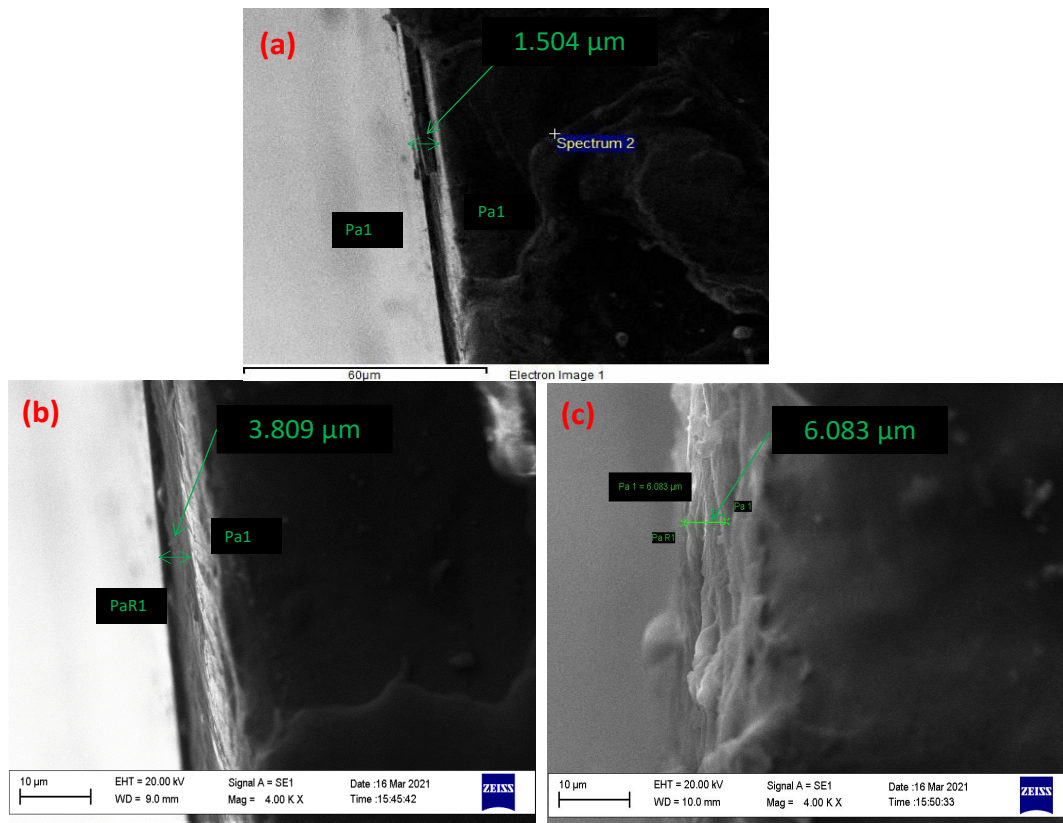 (a)
1.504 µm
Spectrum 2
Pa1
Pa1
60µm
Electron Image 1
(b)
3.809 µm
Pa1
PaR1
10 µm
EHT = 20.00 kV
Signal A = SE1
Date :16 Mar 2021
WD = 9.0 mm
Mag = 4.00 K X
Time :15:45:42
ZEISS
(c)
6.083 µm
Pa 1 = 6.083 µm
Pa 1
Pa R1
10 µm
EHT = 20.00 kV
Signal A = SE1
Date :16 Mar 2021
WD = 10.0 mm
Mag = 4.00 K X
Time :15:50:33
ZEISS